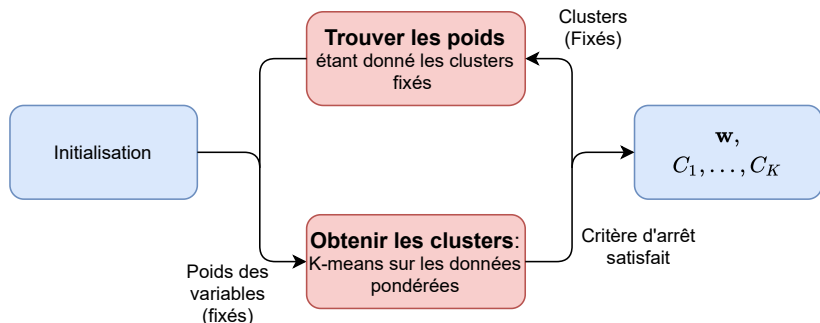 Initialisation
Trouver les poids
étant donné les clusters
fixés
Clusters
(Fixés)
Poids des
variables
(fixés)
Obtenir les clusters:
K-means sur les données
pondérées
Critère d'arrêt
satisfait
w,
C₁, . . . , C_K